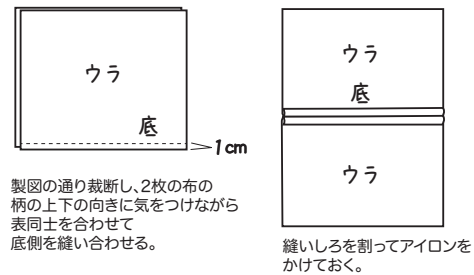 ウラ
底
1cm
製図の通り裁断し、2枚の布の
柄の上下の向きに気をつけながら
表同士を合わせて
底側を縫い合わせる。
ウラ
底
ウラ
縫いしろを割ってアイロンを
かけておく。